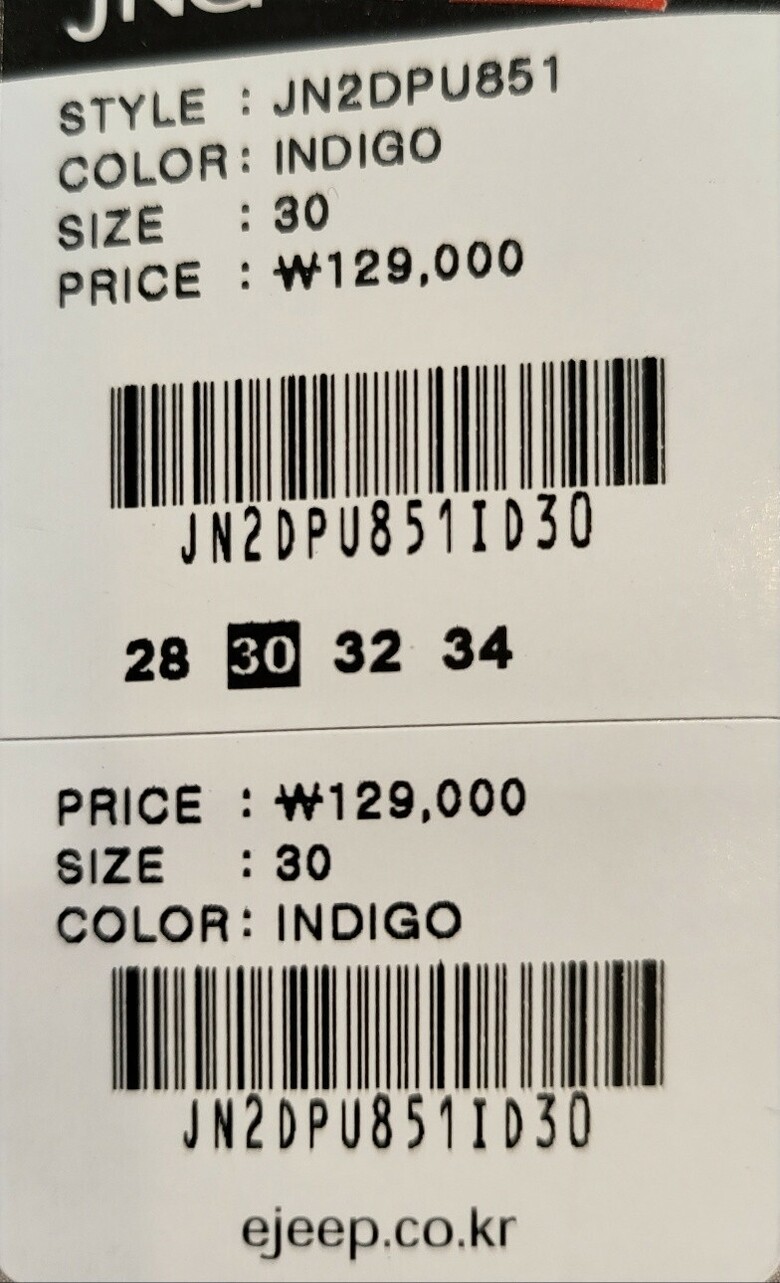 STYLE : JN2DPU851
COLOR: INDIGO
SIZE : 30
PRICE : ₩129,000
JN2DPU851ID30
28 30 32 34
PRICE : ₩129,000
SIZE : 30
COLOR: INDIGO
JN2DPU851ID30
ejeep.co.kr